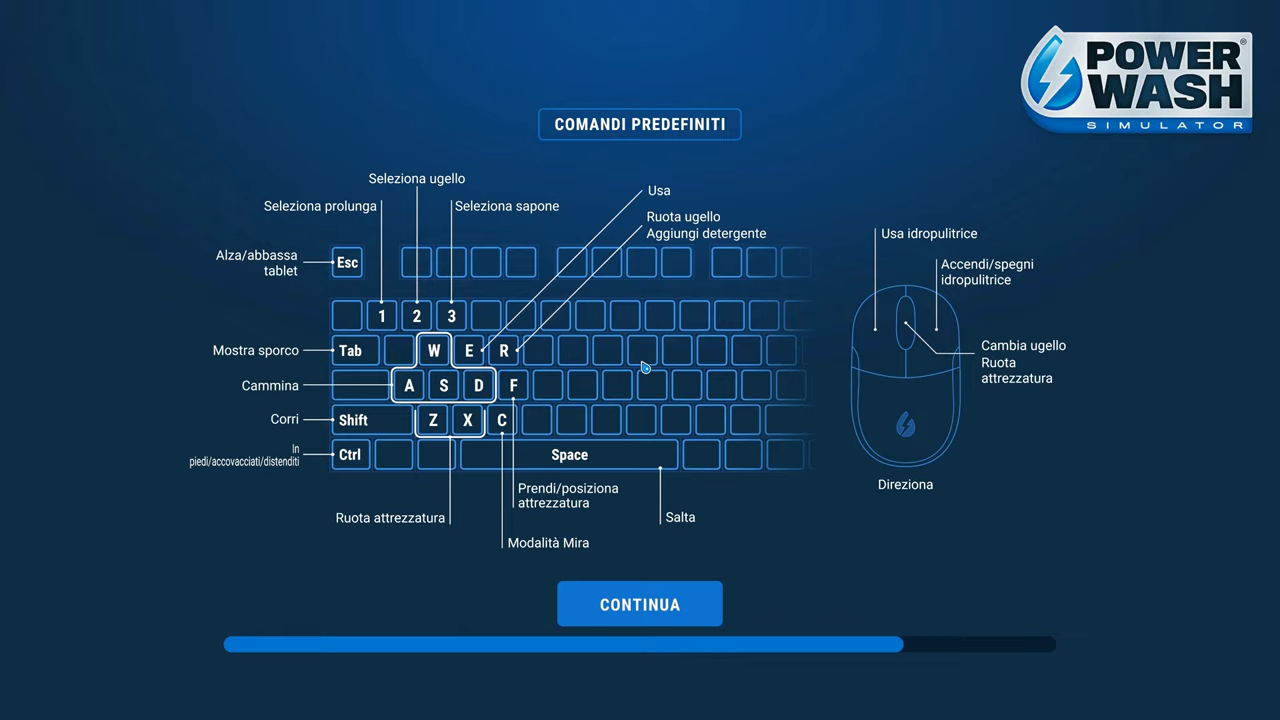 POWER
WASH
SIMULATOR
®
COMANDI PREDEFINITI
Seleziona ugello
Seleziona prolunga
Seleziona sapone
Usa
Ruota ugello
Aggiungi detergente
Alza/abbassa
tablet
Esc
1 2 3
Mostra sporco
Tab W E R
Cammina
A S D F
Corri
Shift Z X C
In
piedi/accovacciati/distenditi
Ctrl Space
Prendi/posiziona
attrezzatura
Ruota attrezzatura
Salta
Modalità Mira
Usa idropulitrice
Accendi/spegni
idropulitrice
Cambia ugello
Ruota
attrezzatura
Direziona
CONTINUA